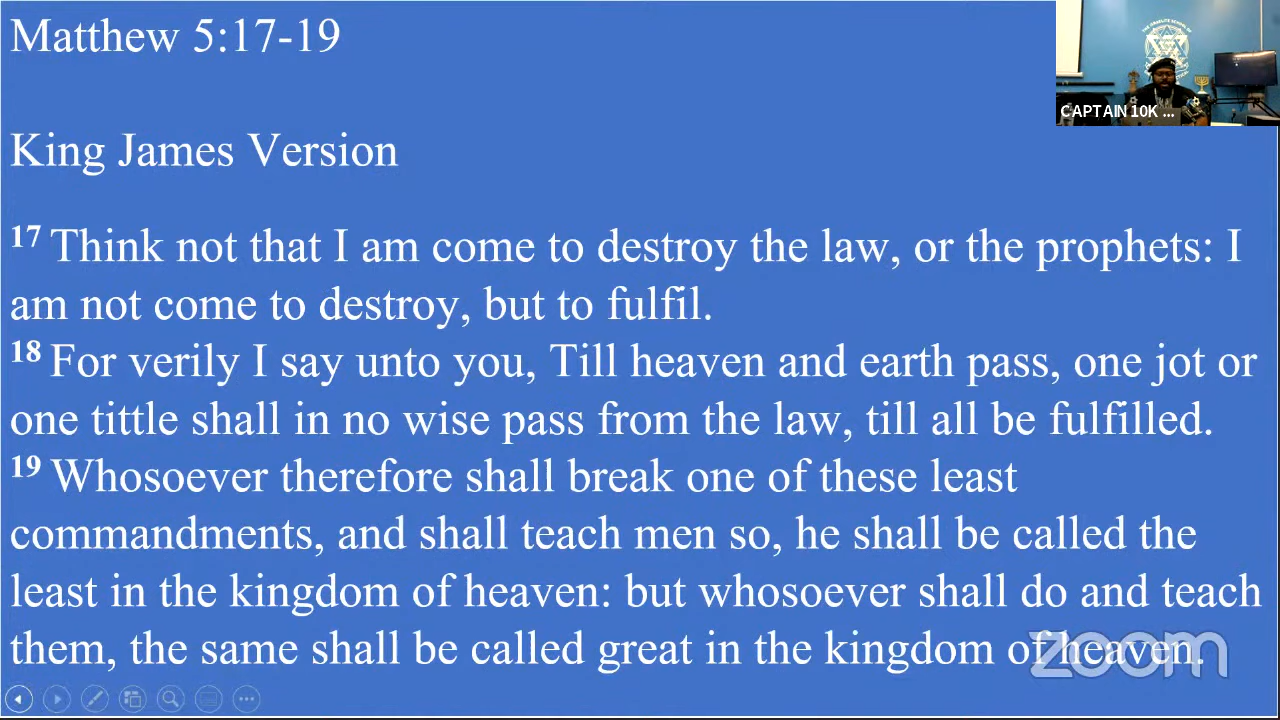 Matthew 5:17-19
CAPTAIN 10K ...
King James Version
17 Think not that I am come to destroy the law, or the prophets: I
am not come to destroy, but to fulfil.
18 For verily I say unto you, Till heaven and earth pass, one jot or
one tittle shall in no wise pass from the law, till all be fulfilled.
19 Whosoever therefore shall break one of these least
commandments, and shall teach men so, he shall be called the
least in the kingdom of heaven: but whosoever shall do and teach
them, the same shall be called great in the kingdom of heaven.
zoom